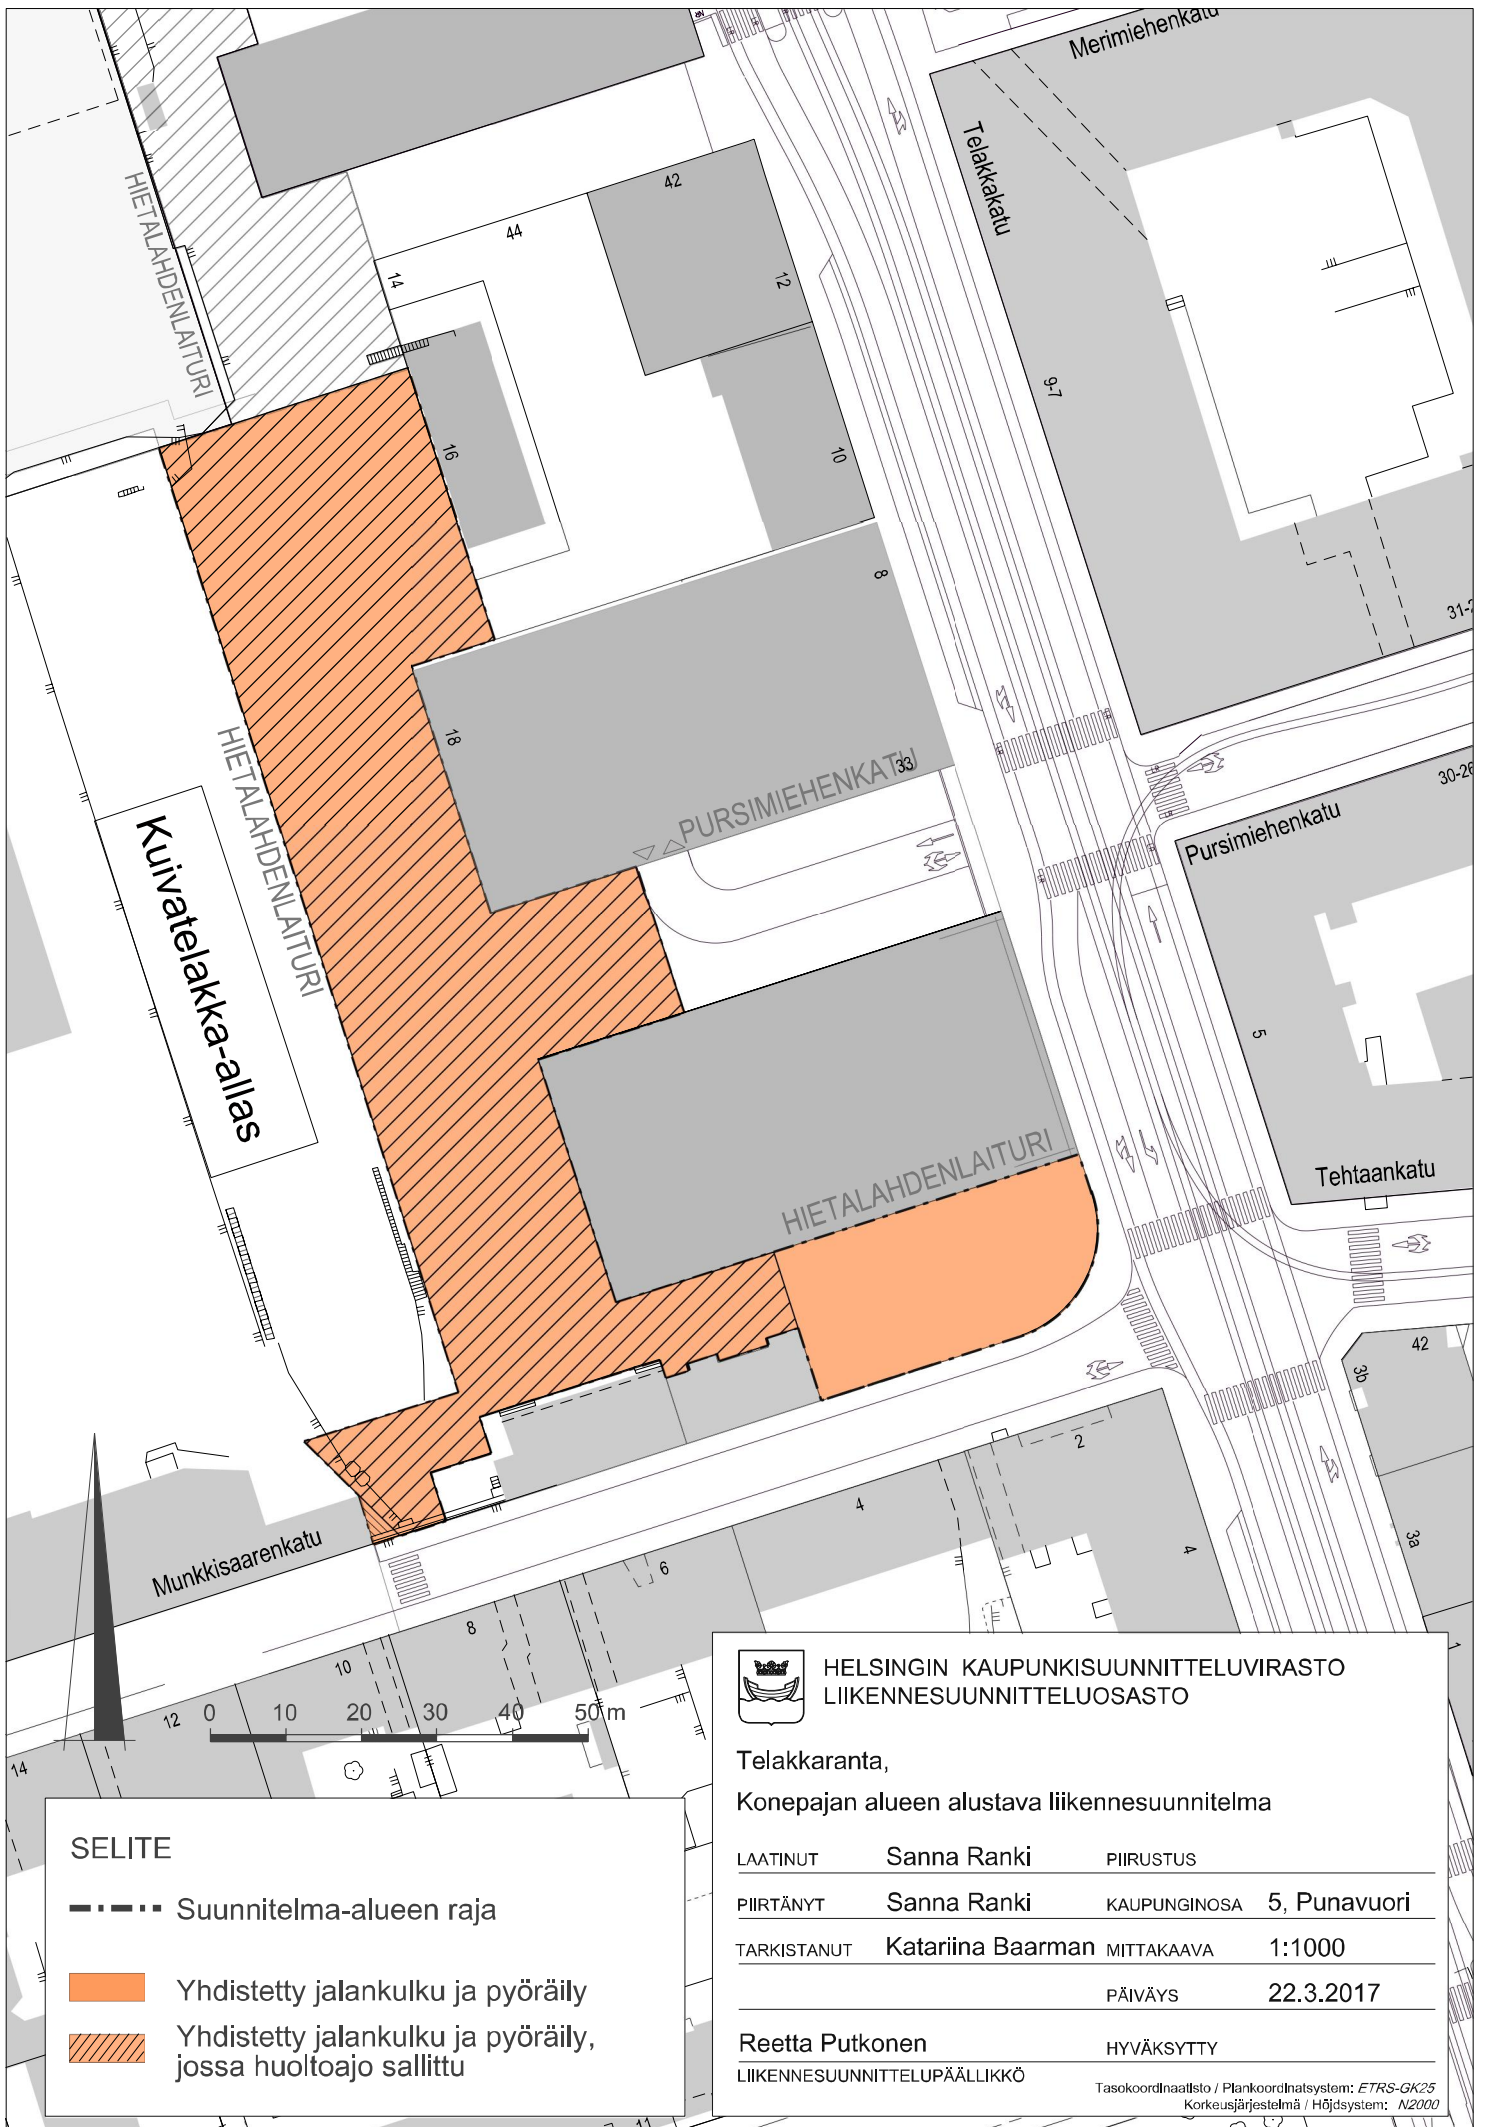 Merimiehenkatu
Telakkakatu
HIETALAHDENLAITURI
42
44
14
12
9-7
16
10
8
31-2
18
HIETALAHDENLAITURI
PURSIMIEHENKATU
33
30-26
Pursimiehenkatu
Kuivatelakka-allas
5
HIETALAHDENLAITURI
Tehtaankatu
42
3b
2
4
4
3a
Munkkisaarenkatu
6
8
10
12
14
1
0 10 20 30 40 50 m
SELITE
Suunnitelma-alueen raja
Yhdistetty jalankulku ja pyöräily
Yhdistetty jalankulku ja pyöräily,
jossa huoltoajo sallittu
HELSINGIN KAUPUNKISUUNNITTELUVIRASTO
LIIKENNESUUNNITTELUOSASTO
Telakkaranta,
Konepajan alueen alustava liikennesuunnitelma
LAATINUT Sanna Ranki PIIRUSTUS
PIIRTÄNYT Sanna Ranki KAUPUNGINOSA 5, Punavuori
TARKISTANUT Katariina Baarman MITTAKAAVA 1:1000
PÄIVÄYS 22.3.2017
Reetta Putkonen HYVÄKSYTTY
LIIKENNESUUNNITTELUPÄÄLLIKKÖ
Tasokoordinaatisto / Plankoordinatsystem: ETRS-GK25
Korkeusjärjestelmä / Höjdsystem: N2000
11